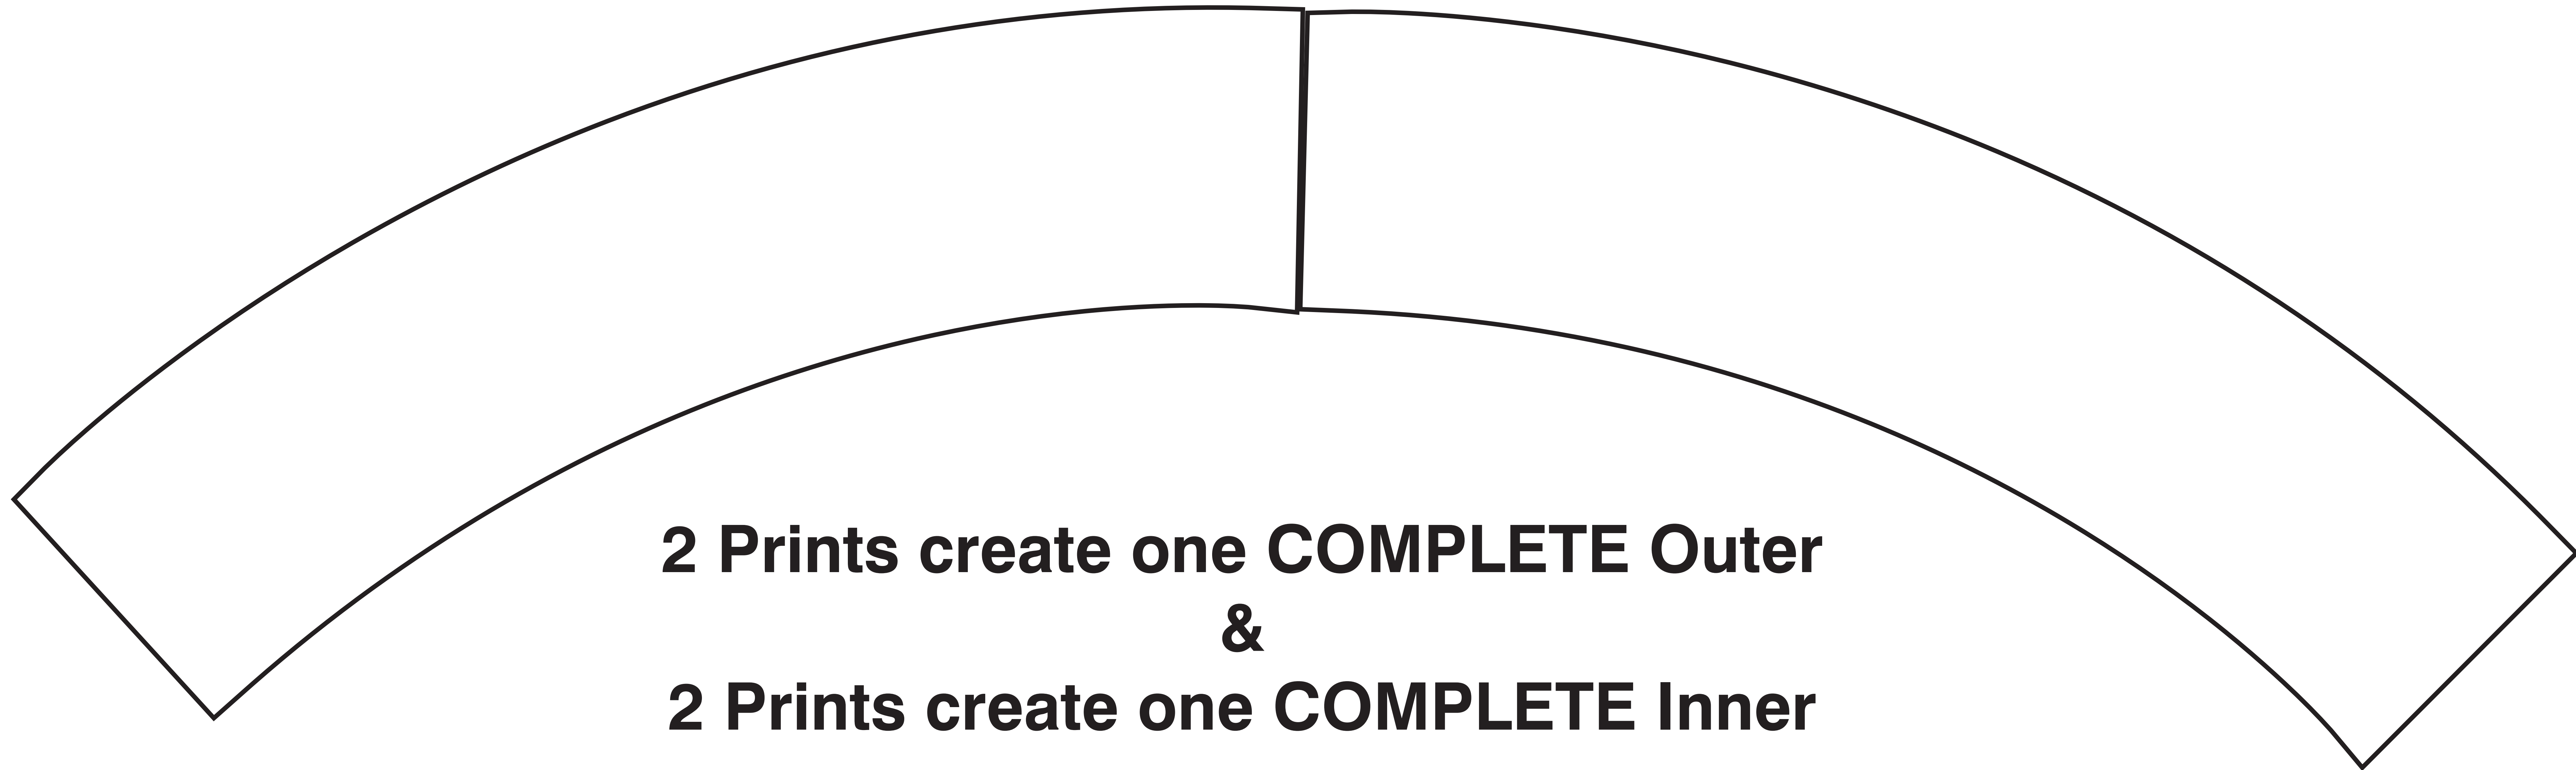 2 Prints create one COMPLETE Outer
&
2 Prints create one COMPLETE Inner